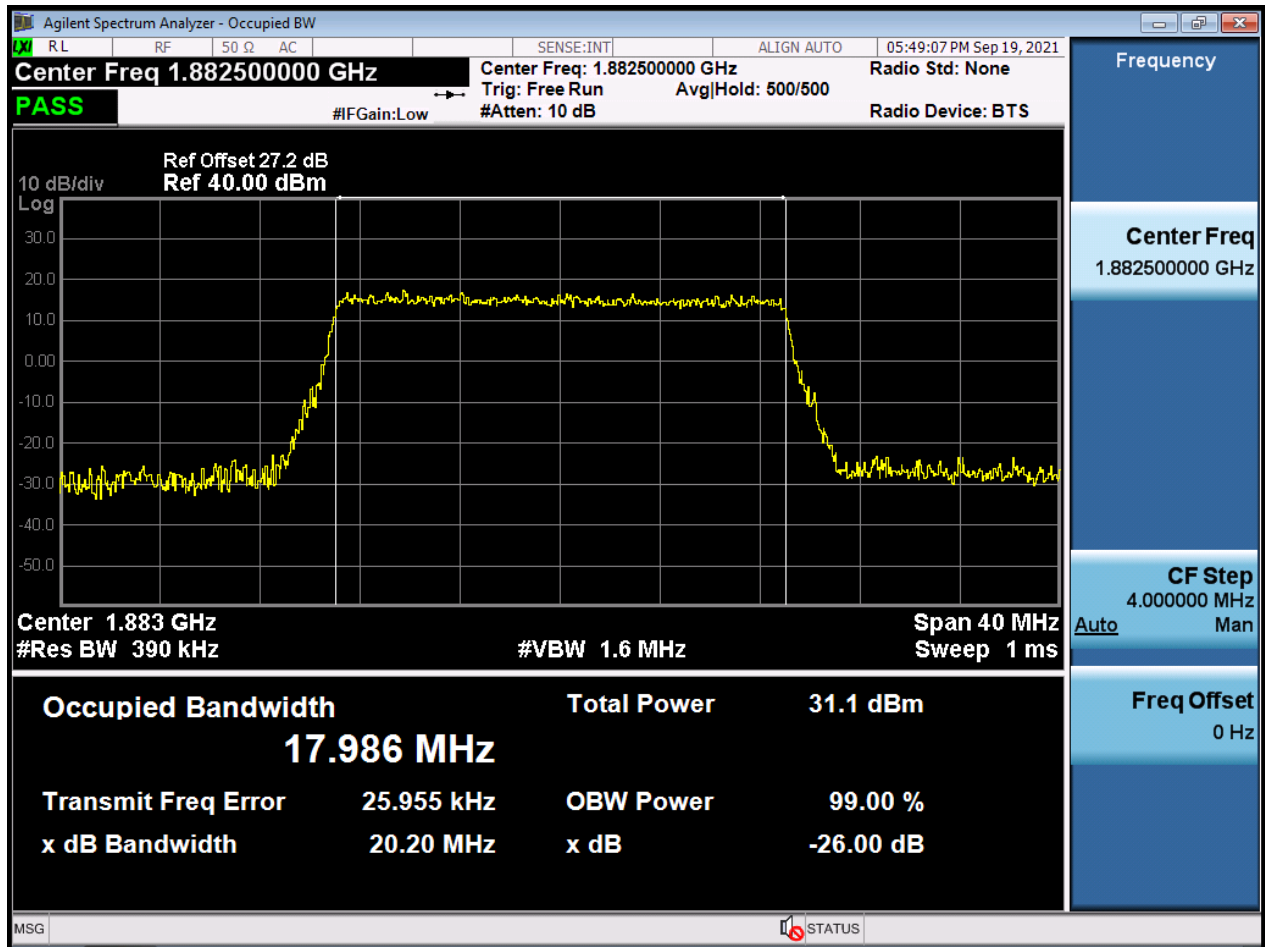 Agilent Spectrum Analyzer - Occupied BW
LXI RL RF 50 Ω AC SENSE:INT ALIGN AUTO 05:49:07 PM Sep 19, 2021
Center Freq 1.882500000 GHz
Center Freq: 1.882500000 GHz Radio Std: None
Trig: Free Run Avg|Hold: 500/500
PASS
#IFGain:Low #Atten: 10 dB Radio Device: BTS
Ref Offset 27.2 dB
10 dB/div Ref 40.00 dBm
Log
30.0
20.0
10.0
0.00
-10.0
-20.0
-30.0
-40.0
-50.0
Center 1.883 GHz Span 40 MHz
#Res BW 390 kHz #VBW 1.6 MHz Sweep 1 ms
Occupied Bandwidth Total Power 31.1 dBm
17.986 MHz
Transmit Freq Error 25.955 kHz OBW Power 99.00 %
x dB Bandwidth 20.20 MHz x dB -26.00 dB
Frequency
Center Freq
1.882500000 GHz
CF Step
4.000000 MHz
Auto Man
Freq Offset
0 Hz
MSG STATUS